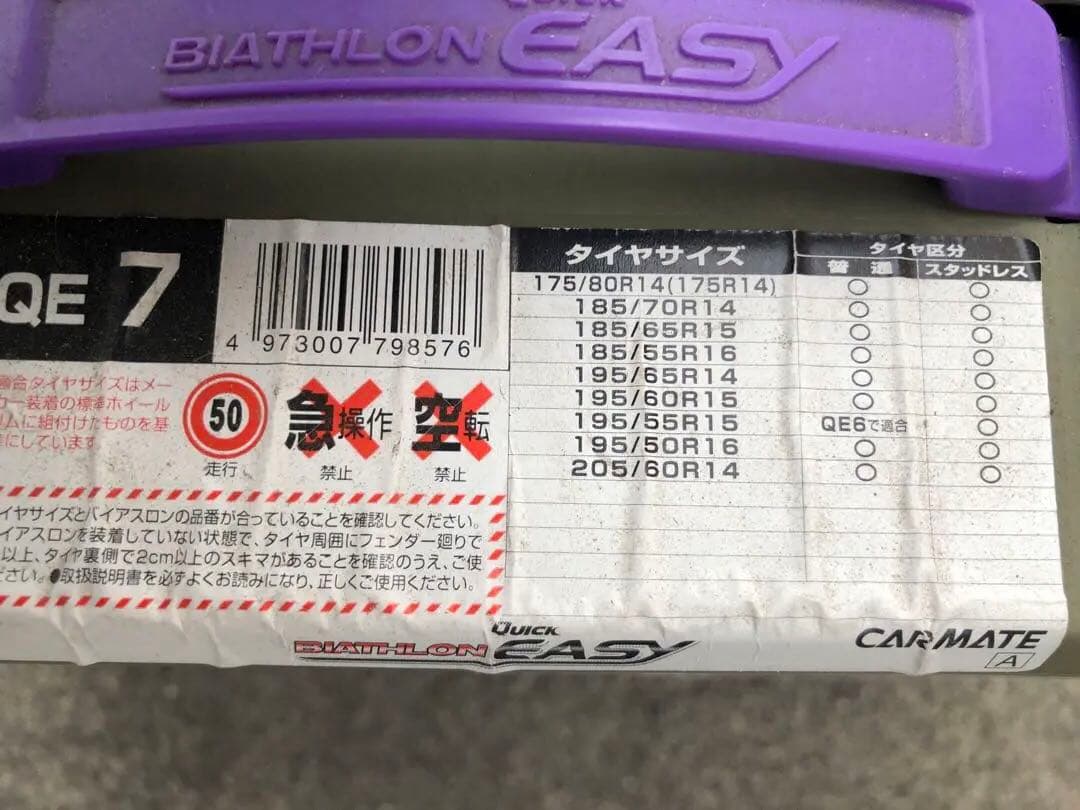 QUICK
BIATHLON EASY
QE 7
4 973007 798576
適合タイヤサイズはメー
カー装着の標準ホイール
リムに組付けたものを基
準にしています。
50
走行
急操作
禁止
空転
禁止
イヤサイズとバイアスロンの品番が合っていることを確認してください。
イアスロンを装着していない状態で、タイヤ周囲にフェンダー廻りで
以上、タイヤ裏側で2cm以上のスキマがあることを確認のうえ、ご使
ださい。●取扱説明書を必ずよくお読みになり、正しくご使用ください。
タイヤサイズ タイヤ区分
普通 スタッドレス
175/80R14(175R14) ○ ○
185/70R14 ○ ○
185/65R15 ○ ○
185/55R16 ○ ○
195/65R14 ○ ○
195/60R15 ○ ○
195/55R15 QE6で適合 ○
195/50R16 ○ ○
205/60R14 ○ ○
QUICK
BIATHLON EASY
CARMATE
A